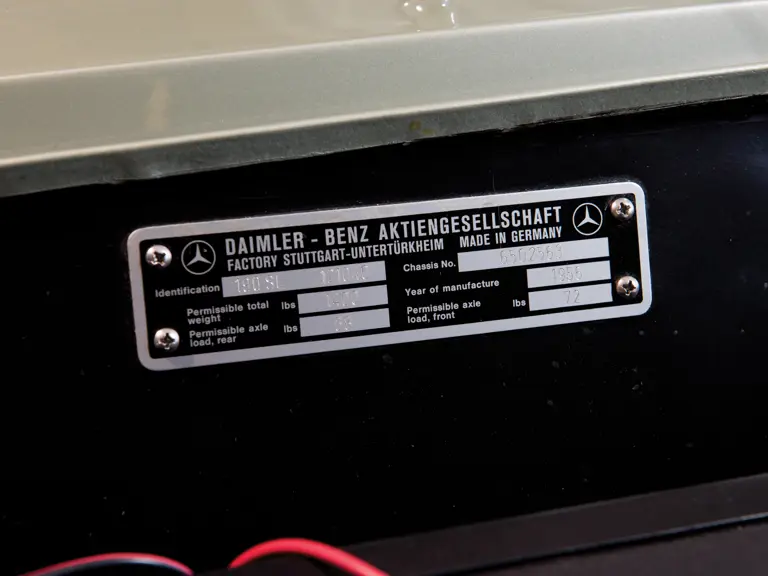 DAIMLER - BENZ AKTIENGESELLSCHAFT
FACTORY STUTTGART-UNTERTÜRKHEIM MADE IN GERMANY
Identification Chassis No.
Permissible total weight lbs Year of manufacture
Permissible axle load, rear lbs Permissible axle load, front lbs 72